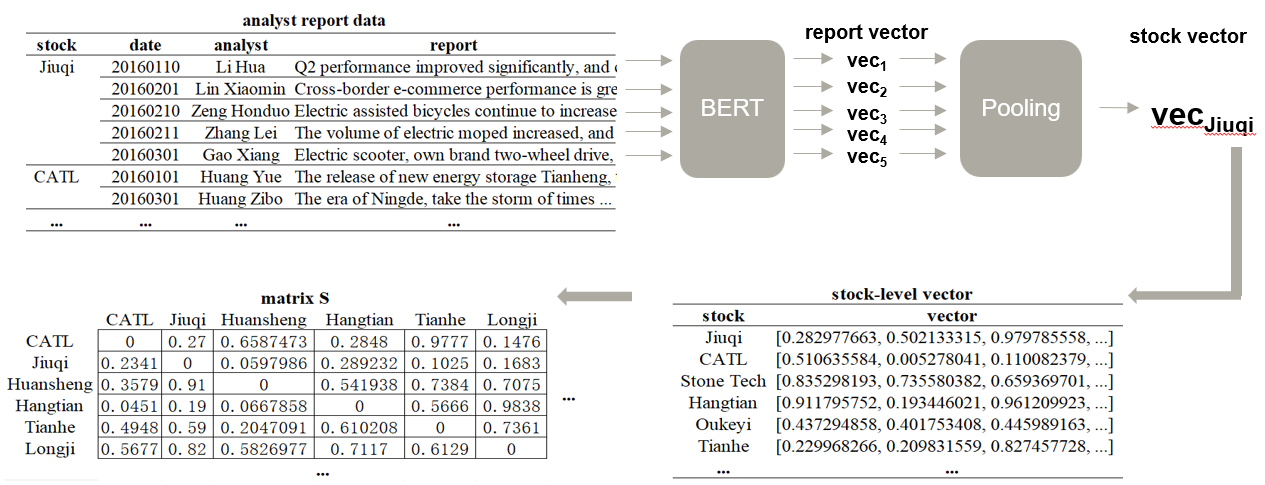 analyst report data
stock date analyst report
Jiuqi 20160110 Li Hua Q2 performance improved significantly, and c
20160201 Lin Xiaomin Cross-border e-commerce performance is gre
20160210 Zeng Honduo Electric assisted bicycles continue to increase
20160211 Zhang Lei The volume of electric moped increased, and
20160301 Gao Xiang Electric scooter, own brand two-wheel drive,
CATL 20160101 Huang Yue The release of new energy storage Tianheng,
20160301 Huang Zibo The era of Ningde, take the storm of times ...
... ... ... ...
BERT
report vector
vec1
vec2
vec3
vec4
vec5
Pooling
stock vector
vecJiuqi
matrix S
CATL Jiuqi Huansheng Hangtian Tianhe Longji
CATL 0 0.27 0.6587473 0.2848 0.9777 0.1476
Jiuqi 0.2341 0 0.0597986 0.289232 0.1025 0.1683
Huansheng 0.3579 0.91 0 0.541938 0.7384 0.7075
Hangtian 0.0451 0.19 0.0667858 0 0.5666 0.9838
Tianhe 0.4948 0.59 0.2047091 0.610208 0 0.7361
Longji 0.5677 0.82 0.5826977 0.7117 0.6129 0
...
...
stock-level vector
stock vector
Jiuqi [0.282977663, 0.502133315, 0.979785558, ...]
CATL [0.510635584, 0.005278041, 0.110082379, ...]
Stone Tech [0.835298193, 0.735580382, 0.659369701, ...]
Hangtian [0.911795752, 0.193446021, 0.961209923, ...]
Oukeyi [0.437294858, 0.401753408, 0.445989163, ...]
Tianhe [0.229968266, 0.209831559, 0.827457728, ...]
... ...